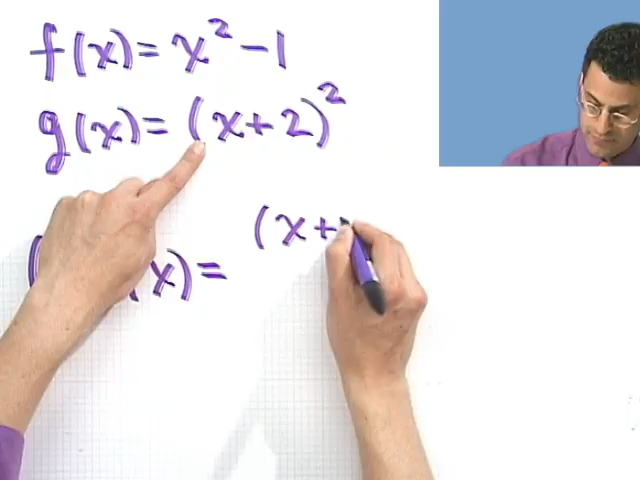 f(x) = x² - 1
g(x) = (x + 2)²
(x +
( x) =